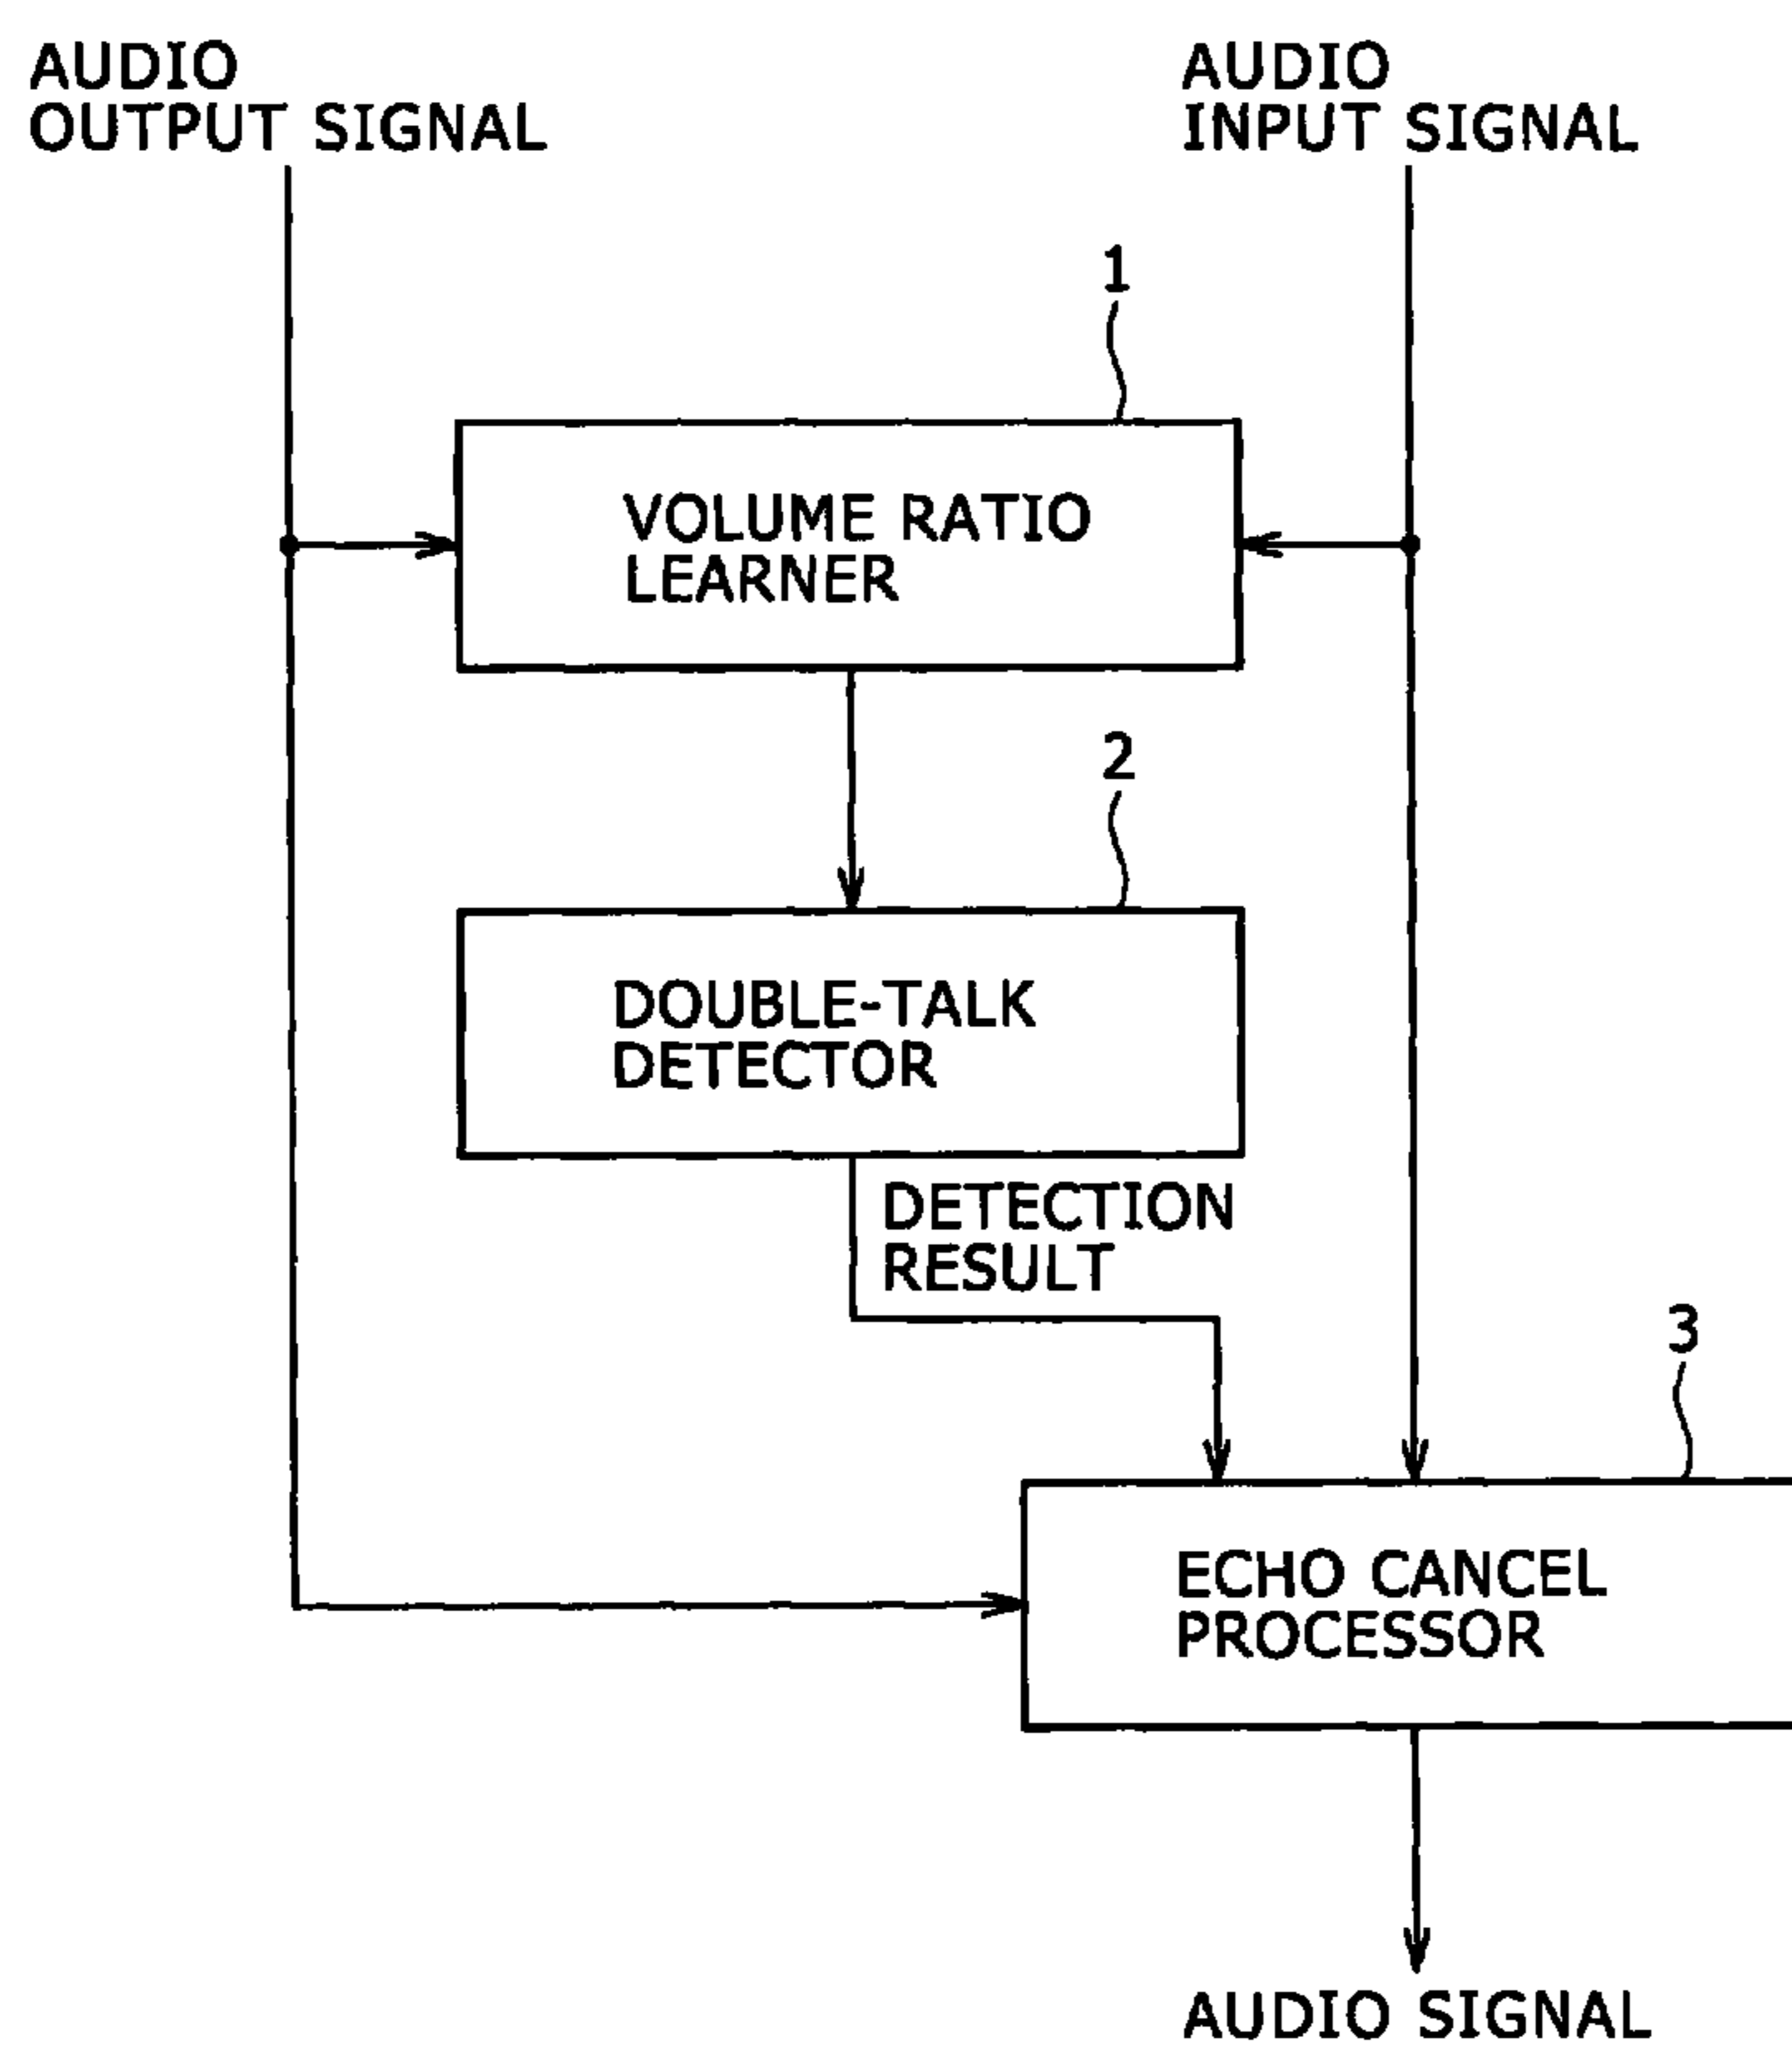 AUDIO
OUTPUT SIGNAL
AUDIO
INPUT SIGNAL
1
VOLUME RATIO
LEARNER
2
DOUBLE-TALK
DETECTOR
DETECTION
RESULT
3
ECHO CANCEL
PROCESSOR
AUDIO SIGNAL